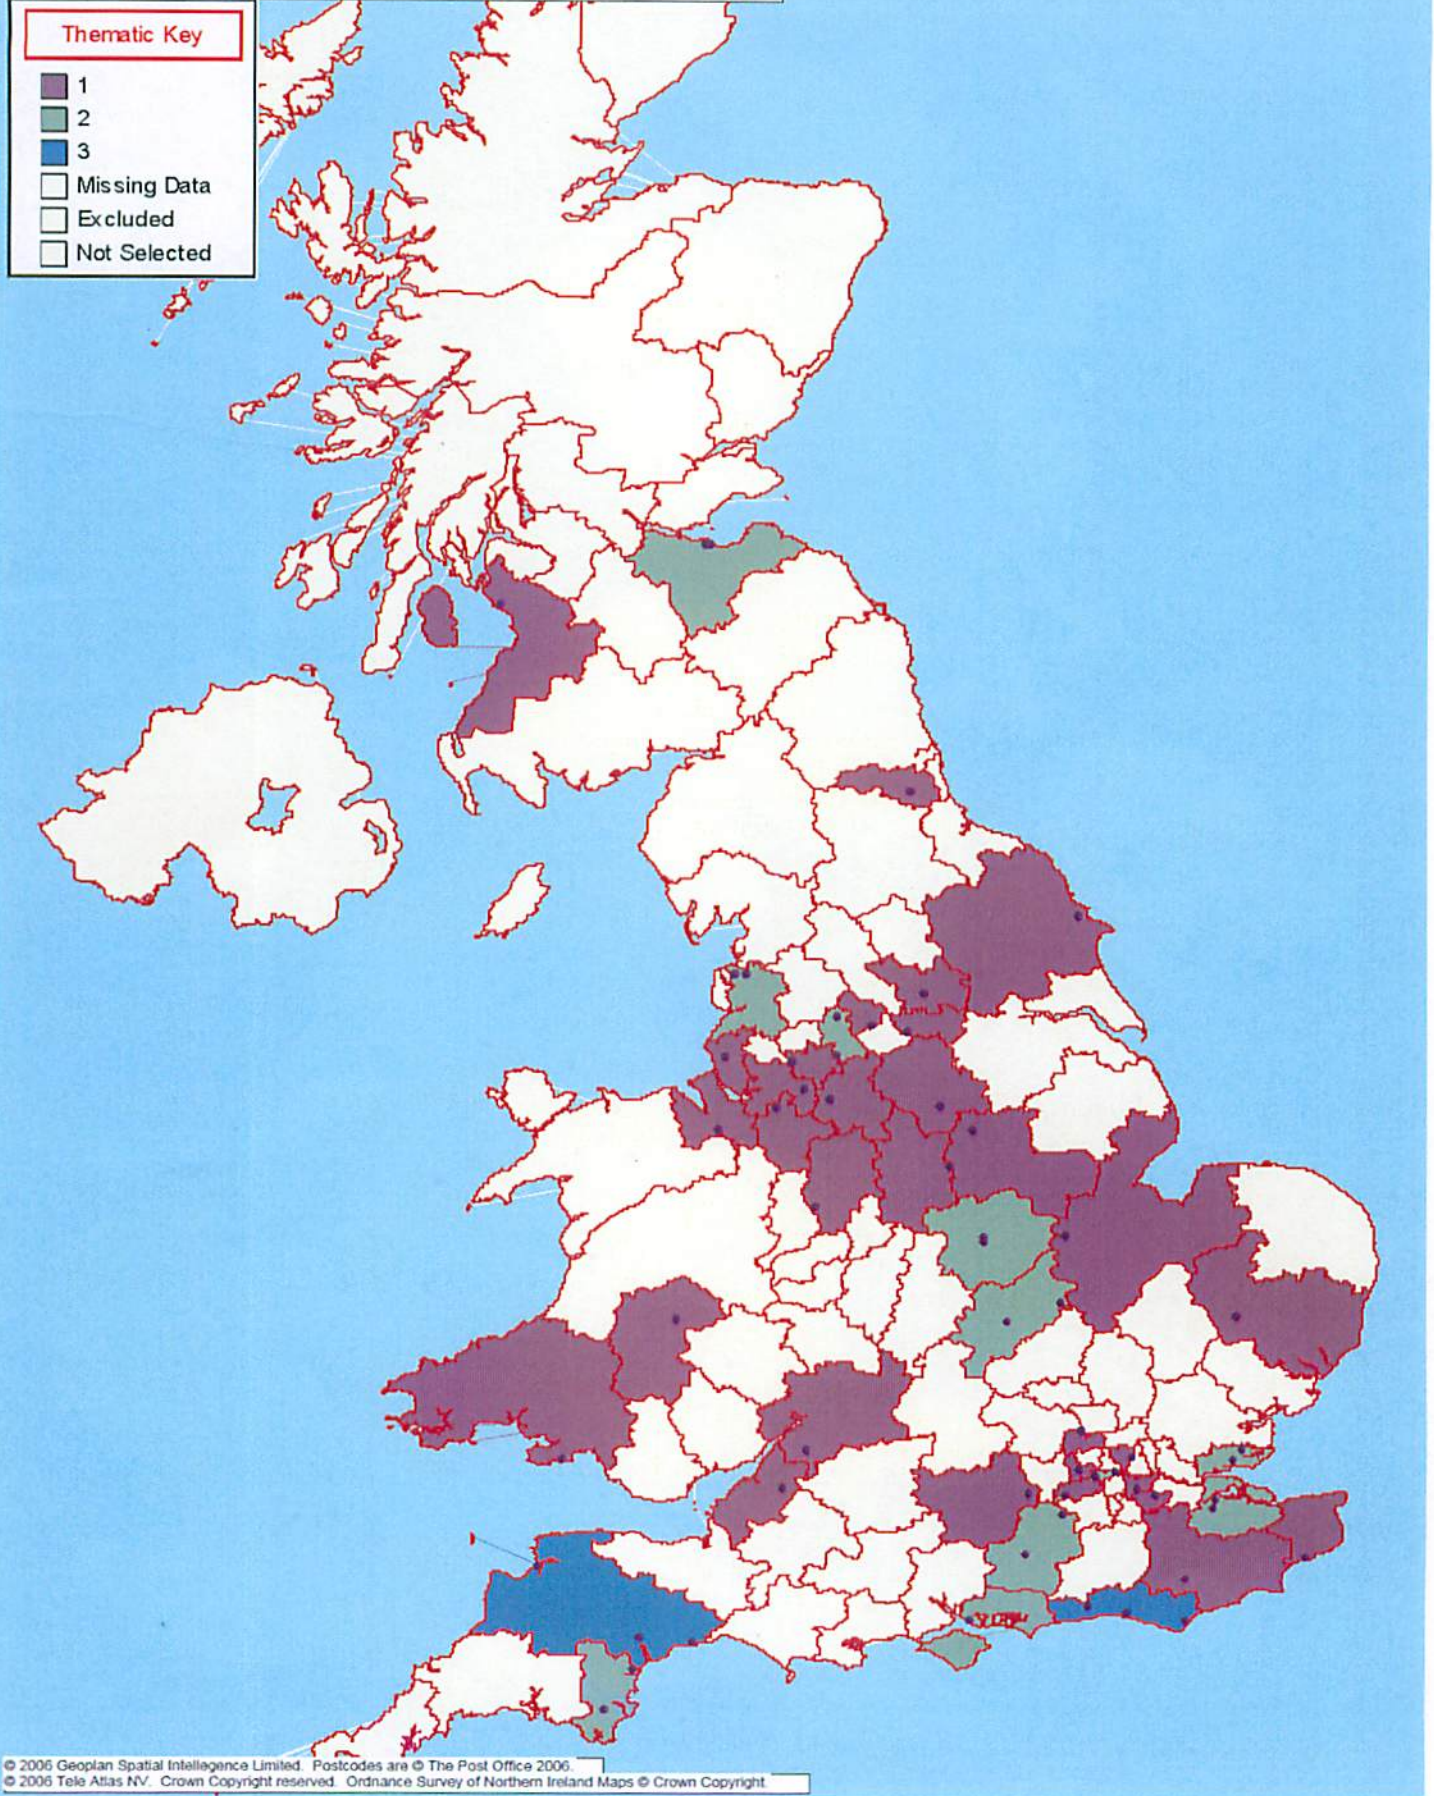 Thematic Key
1
2
3
Missing Data
Excluded
Not Selected
© 2006 Geoplan Spatial Intellegence Limited. Postcodes are © The Post Office 2006.
© 2006 Tele Atlas NV. Crown Copyright reserved. Ordnance Survey of Northern Ireland Maps © Crown Copyright.